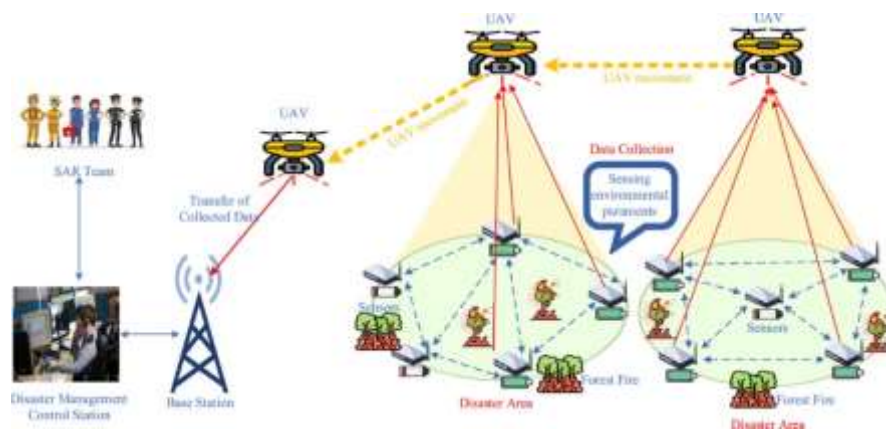 UAV
UAV
UAV movement
UAV
UAV movement
Data Collection
Sensing
environmental
SAR Team
Transfer of
Collected Data
Sensors
Sensors
Forest Fire
Forest Fire
Disaster Management
Control Station
Base Station
Disaster Area
Disaster Area